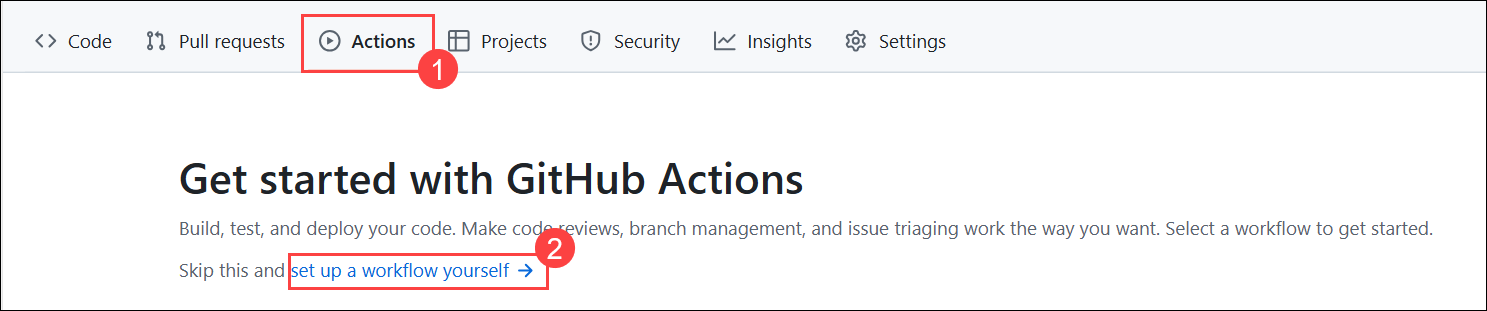 Code Pull requests Actions Projects Security Insights Settings
1
Get started with GitHub Actions
Build, test, and deploy your code. Make code reviews, branch management, and issue triaging work the way you want. Select a workflow to get started.
2
Skip this and set up a workflow yourself →